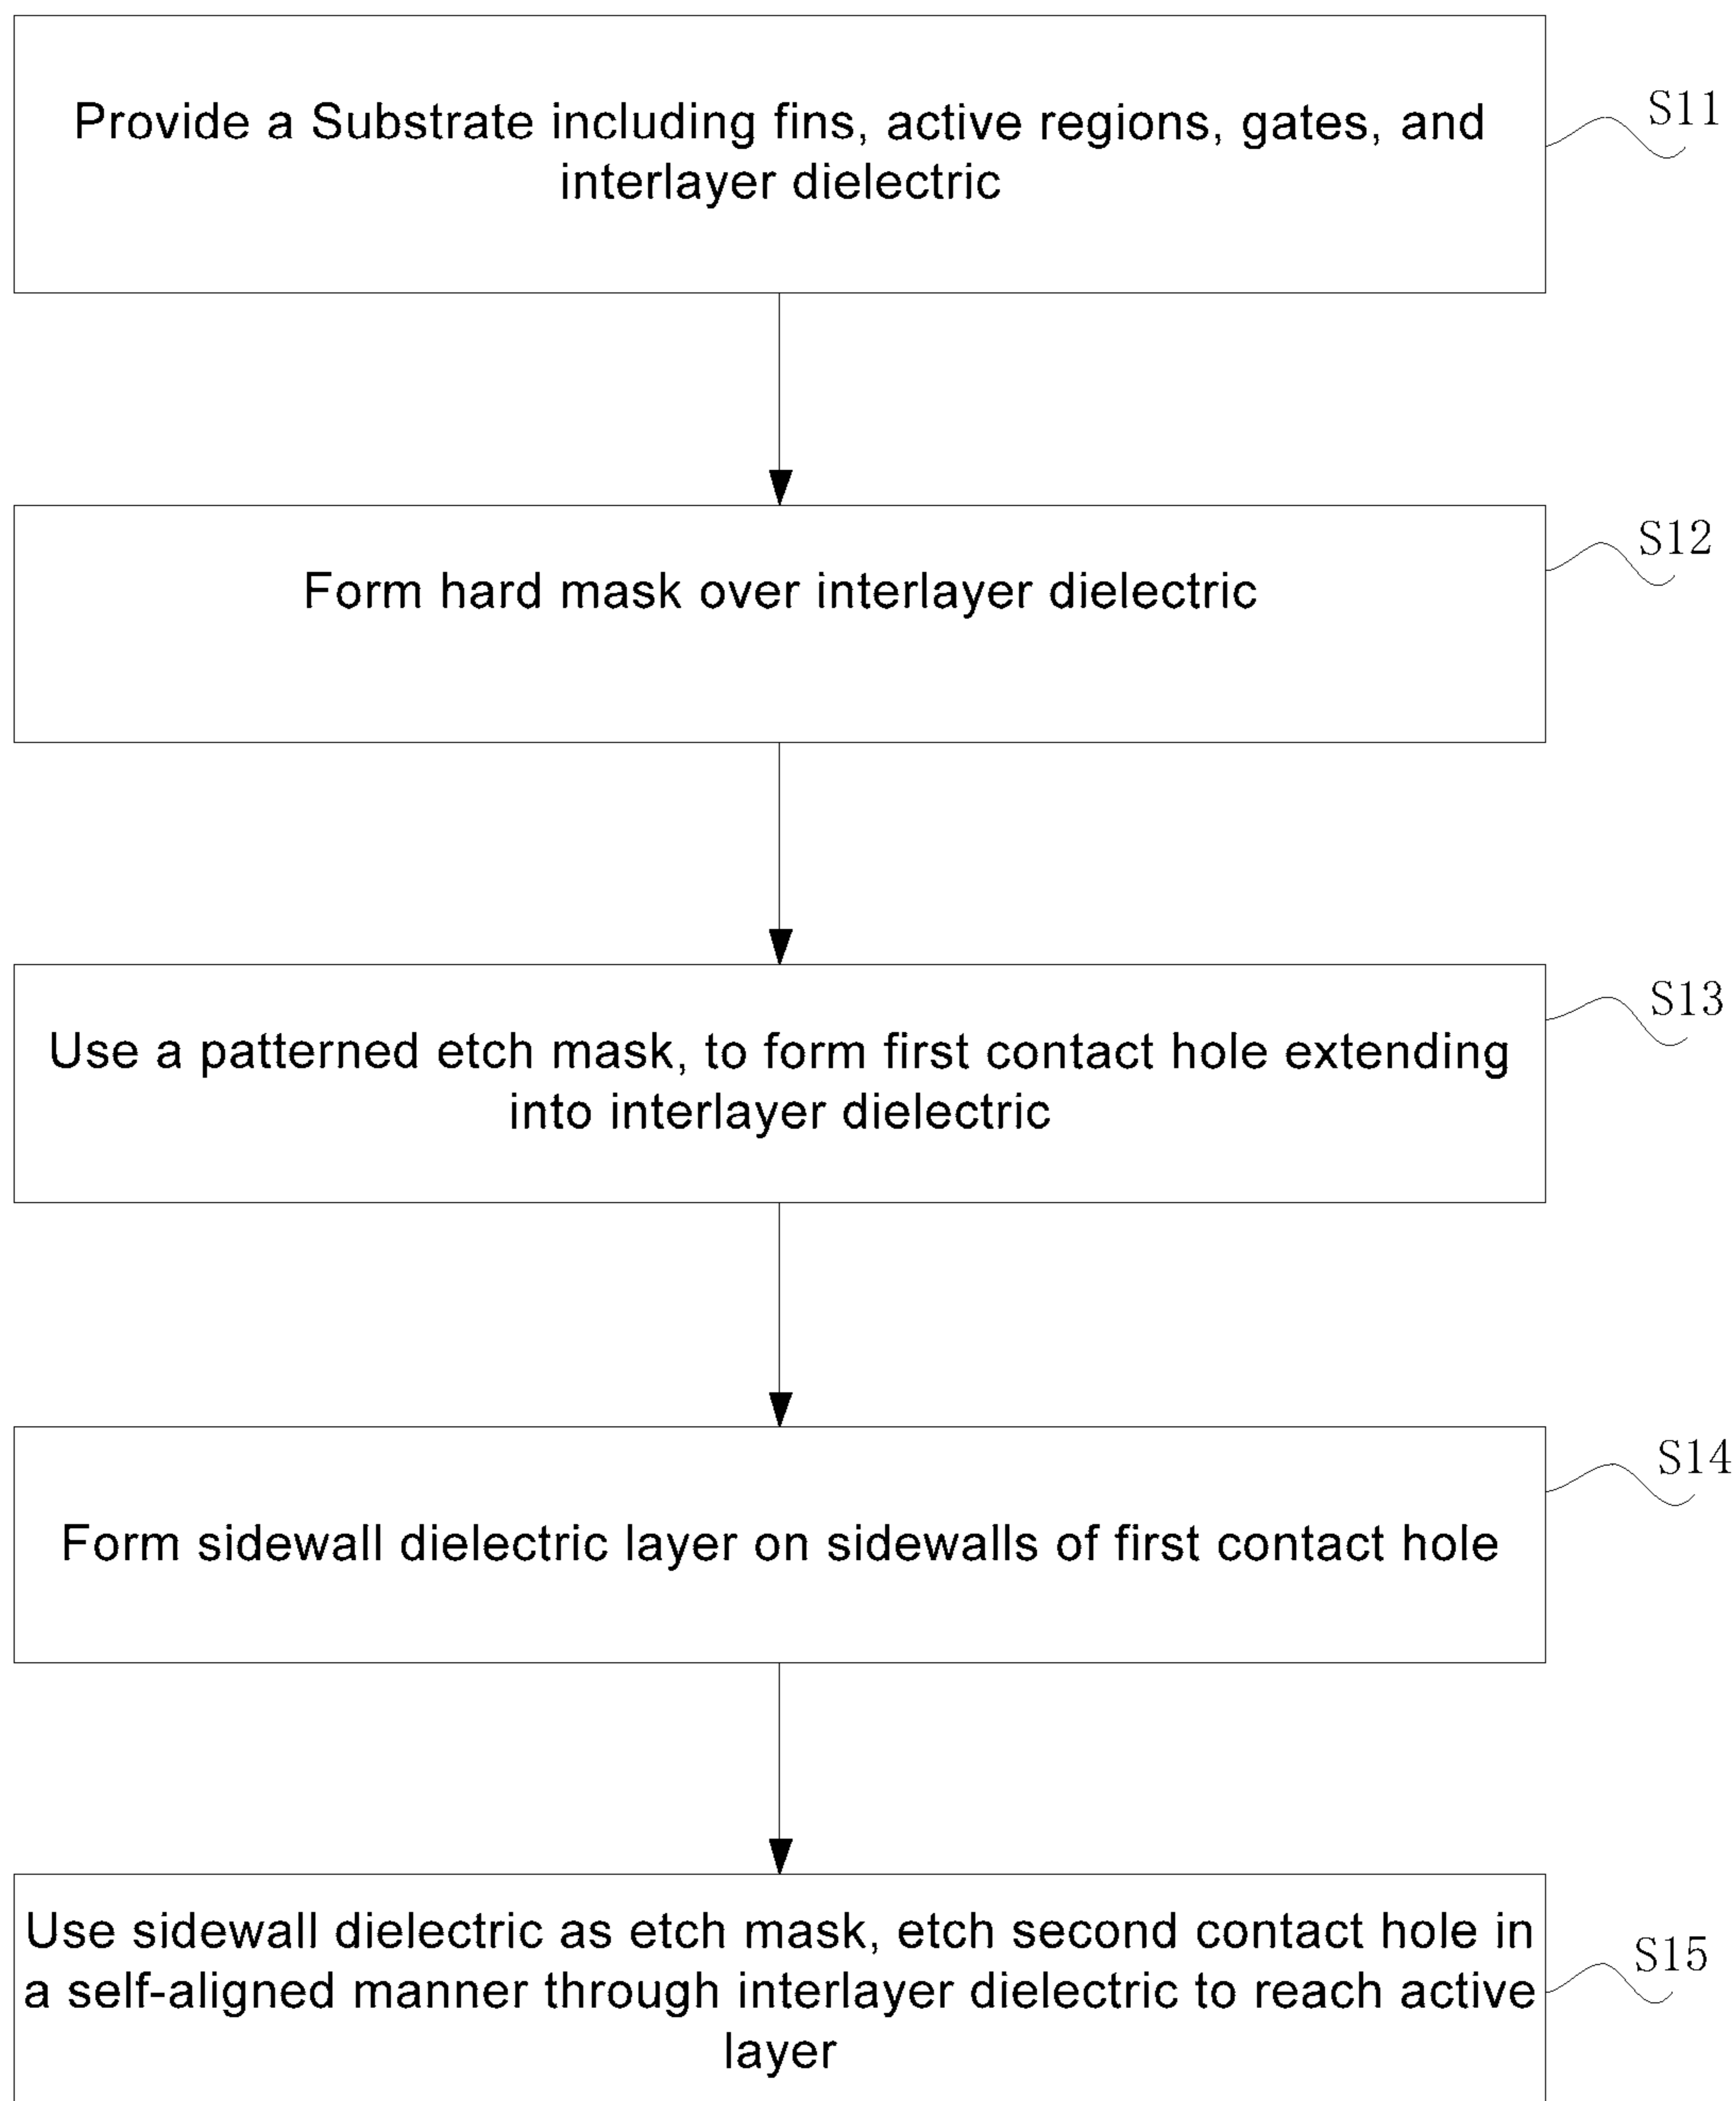 Provide a Substrate including fins, active regions, gates, and
interlayer dielectric
S11
Form hard mask over interlayer dielectric
S12
Use a patterned etch mask, to form first contact hole extending
into interlayer dielectric
S13
Form sidewall dielectric layer on sidewalls of first contact hole
S14
Use sidewall dielectric as etch mask, etch second contact hole in
a self-aligned manner through interlayer dielectric to reach active
layer
S15